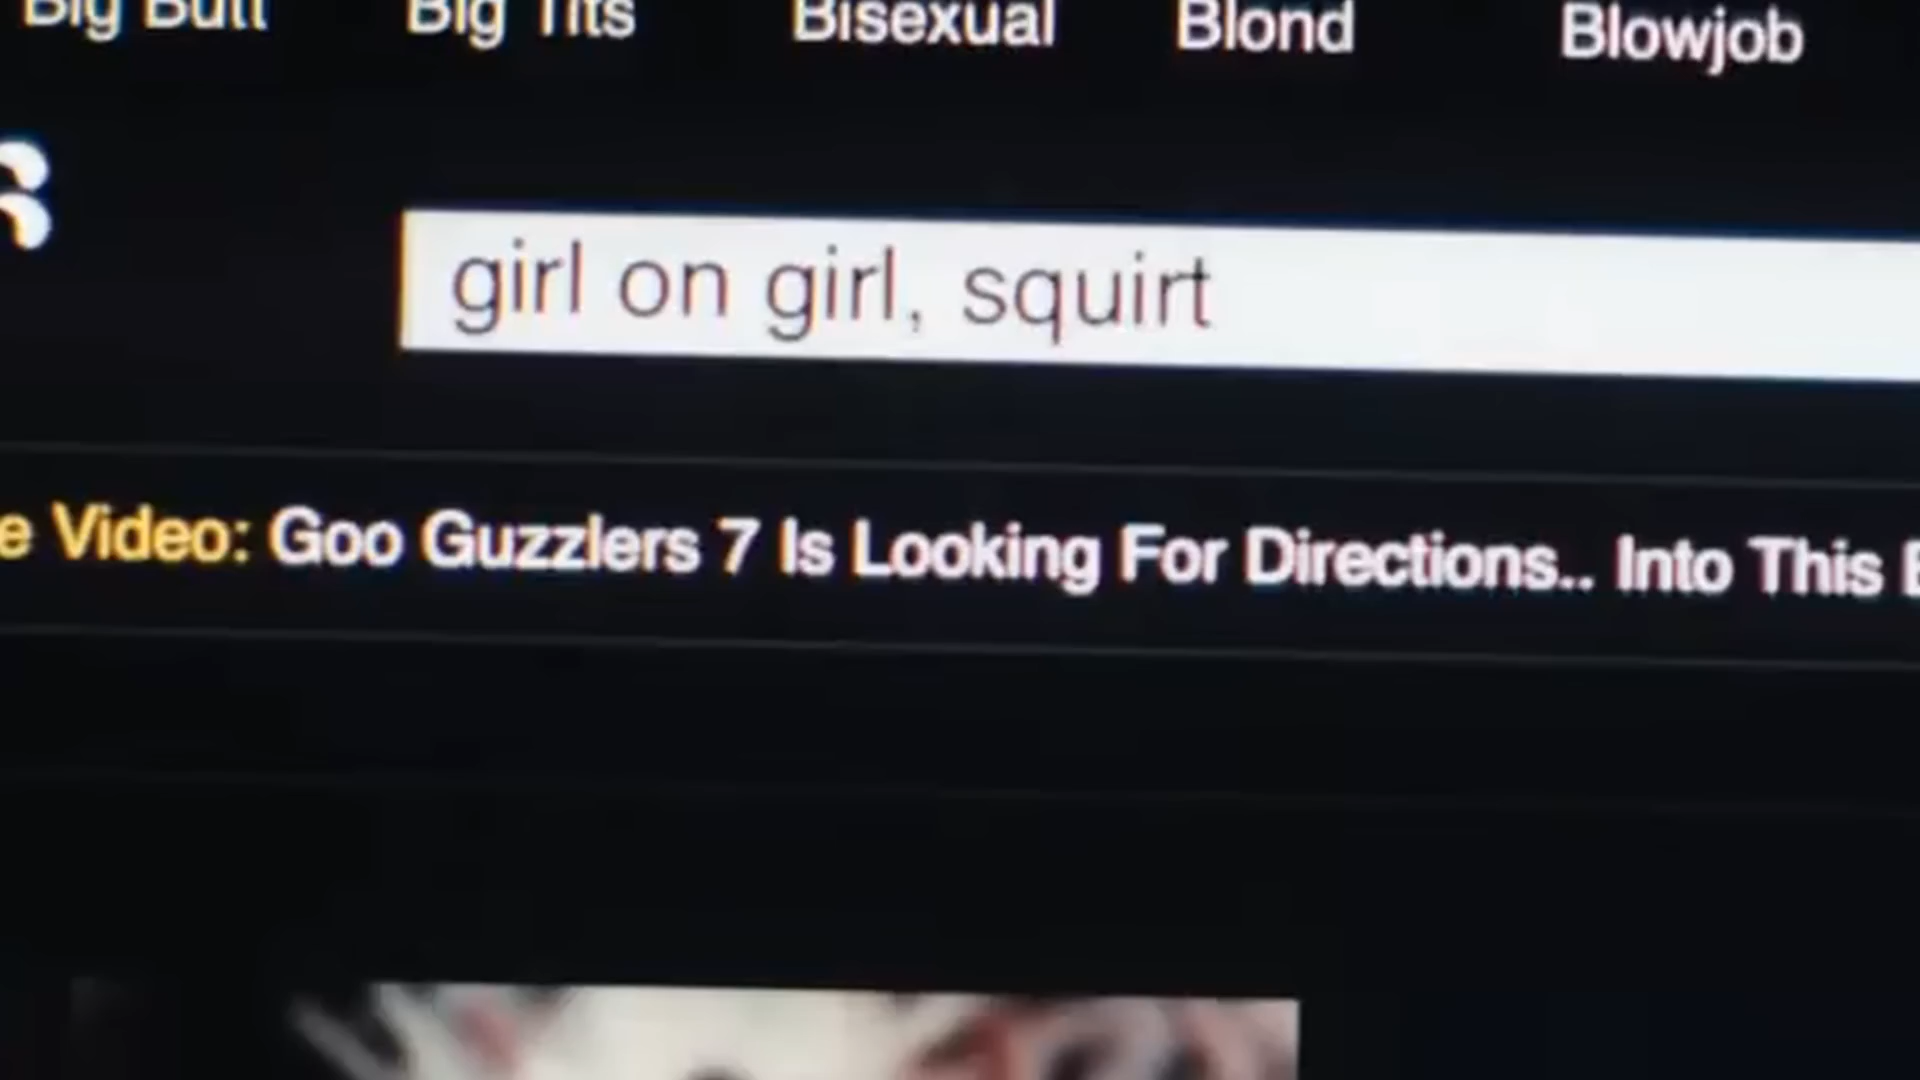 Big Butt Big Tits Bisexual Blond Blowjob
girl on girl, squirt
e Video: Goo Guzzlers 7 Is Looking For Directions.. Into This